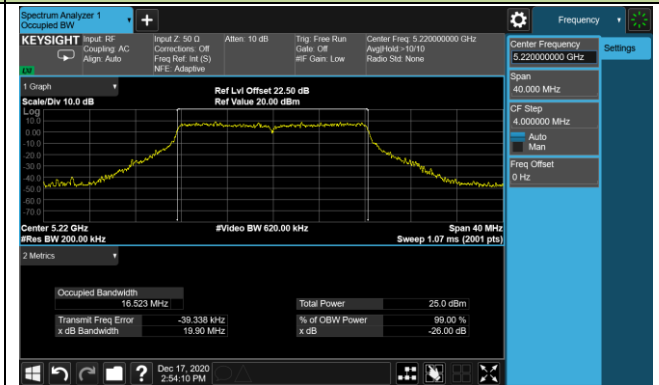 Spectrum Analyzer 1
Occupied BW
+
Frequency
KEYSIGHT
Input: RF
Coupling: AC
Align: Auto
Input Z: 50 Ω
Corrections: Off
Freq Ref: Int (S)
NFE: Adaptive
Atten: 10 dB
Trig: Free Run
Gate: Off
#IF Gain: Low
Center Freq: 5.220000000 GHz
Avg|Hold:>10/10
Radio Std: None
Center Frequency
5.220000000 GHz
Settings
Span
40.000 MHz
CF Step
4.000000 MHz
Auto
Man
Freq Offset
0 Hz
1 Graph
Scale/Div 10.0 dB
Ref Lvl Offset 22.50 dB
Ref Value 20.00 dBm
Log
10.0
0.00
-10.0
-20.0
-30.0
-40.0
-50.0
-60.0
-70.0
Center 5.22 GHz
#Video BW 620.00 kHz
Span 40 MHz
#Res BW 200.00 kHz
Sweep 1.07 ms (2001 pts)
2 Metrics
Occupied Bandwidth
16.523 MHz
Total Power
25.0 dBm
Transmit Freq Error
-39.338 kHz
% of OBW Power
99.00 %
x dB Bandwidth
19.90 MHz
x dB
-26.00 dB
?
Dec 17, 2020
2:54:10 PM